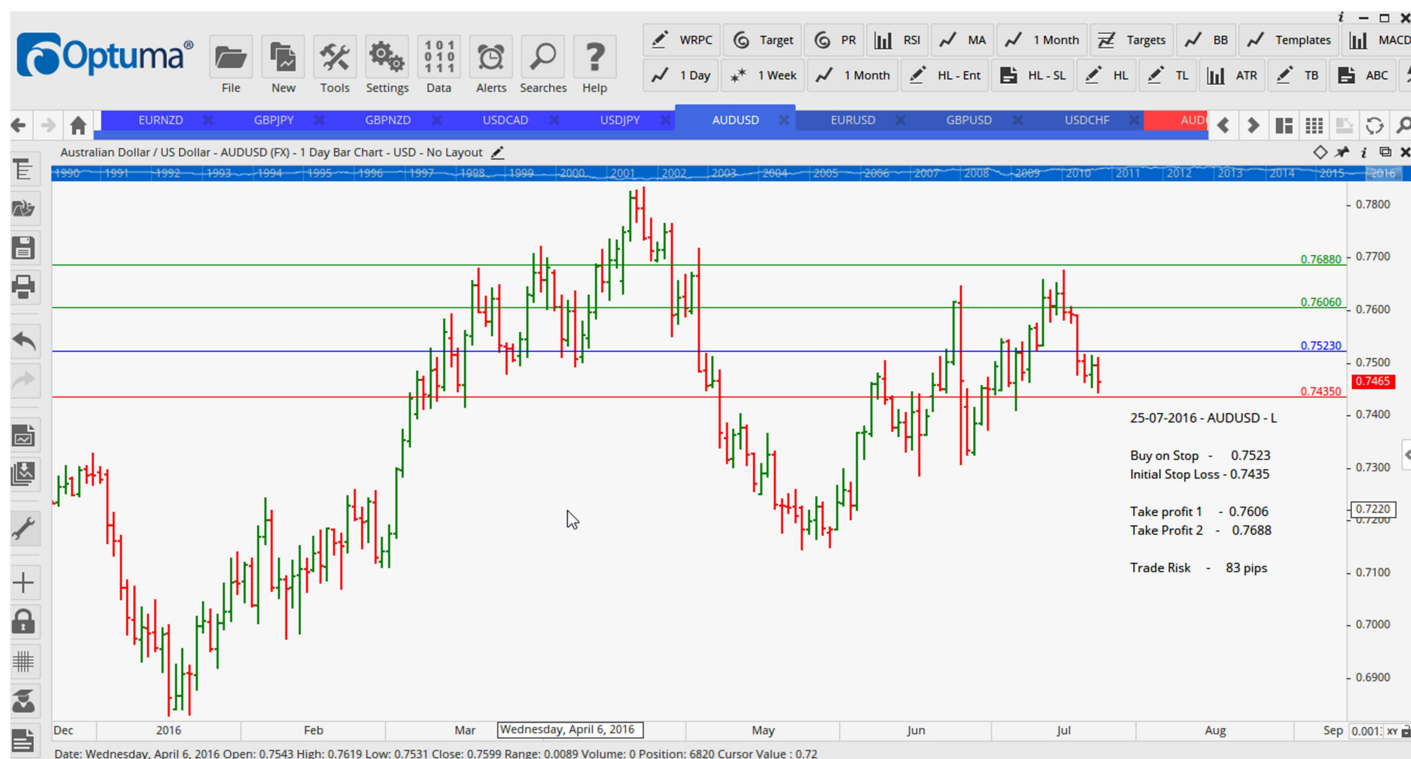 i
Optuma®
File
New
Tools
Settings
101
010
111
Data
Alerts
Searches
?
Help
WRPC
Target
PR
RSI
MA
1 Month
Targets
BB
Templates
MACD
1 Day
1 Week
1 Month
HL - Ent
HL - SL
HL
TL
ATR
TB
ABC
EURNZD
GBPJPY
GBPNZD
USDCAD
USDJPY
AUDUSD
EURUSD
GBPUSD
USDCHF
AUD
Australian Dollar / US Dollar - AUDUSD (FX) - 1 Day Bar Chart - USD - No Layout
i
1990 1991 1992 1993 1994 1995 1996 1997 1998 1999 2000 2001 2002 2003 2004 2005 2006 2007 2008 2009 2010 2011 2012 2013 2014 2015 2016
0.7800
0.7700
0.76880
0.76060
0.7600
0.75230
0.7500
0.7465
0.74350
0.7400
25-07-2016 - AUDUSD - L
Buy on Stop - 0.7523
0.7300
Initial Stop Loss - 0.7435
Take profit 1 - 0.7606
0.7220
0.7200
Take Profit 2 - 0.7688
Trade Risk - 83 pips
0.7100
0.7000
0.6900
Dec 2016 Feb Mar Wednesday, April 6, 2016 May Jun Jul Aug Sep
XY
Date: Wednesday, April 6, 2016 Open: 0.7543 High: 0.7619 Low: 0.7531 Close: 0.7599 Range: 0.0089 Volume: 0 Position: 6820 Cursor Value : 0.72